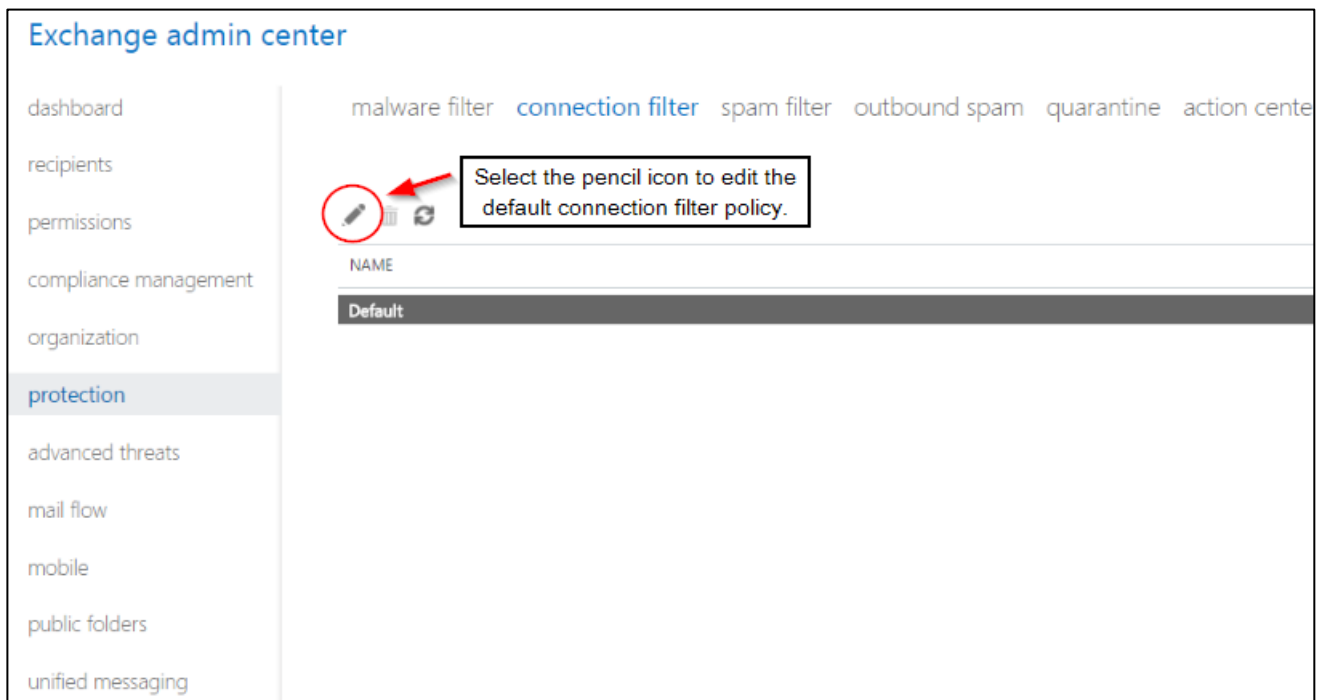 Exchange admin center
dashboard
recipients
permissions
compliance management
organization
protection
advanced threats
mail flow
mobile
public folders
unified messaging
malware filter connection filter spam filter outbound spam quarantine action cente
Select the pencil icon to edit the
default connection filter policy.
NAME
Default